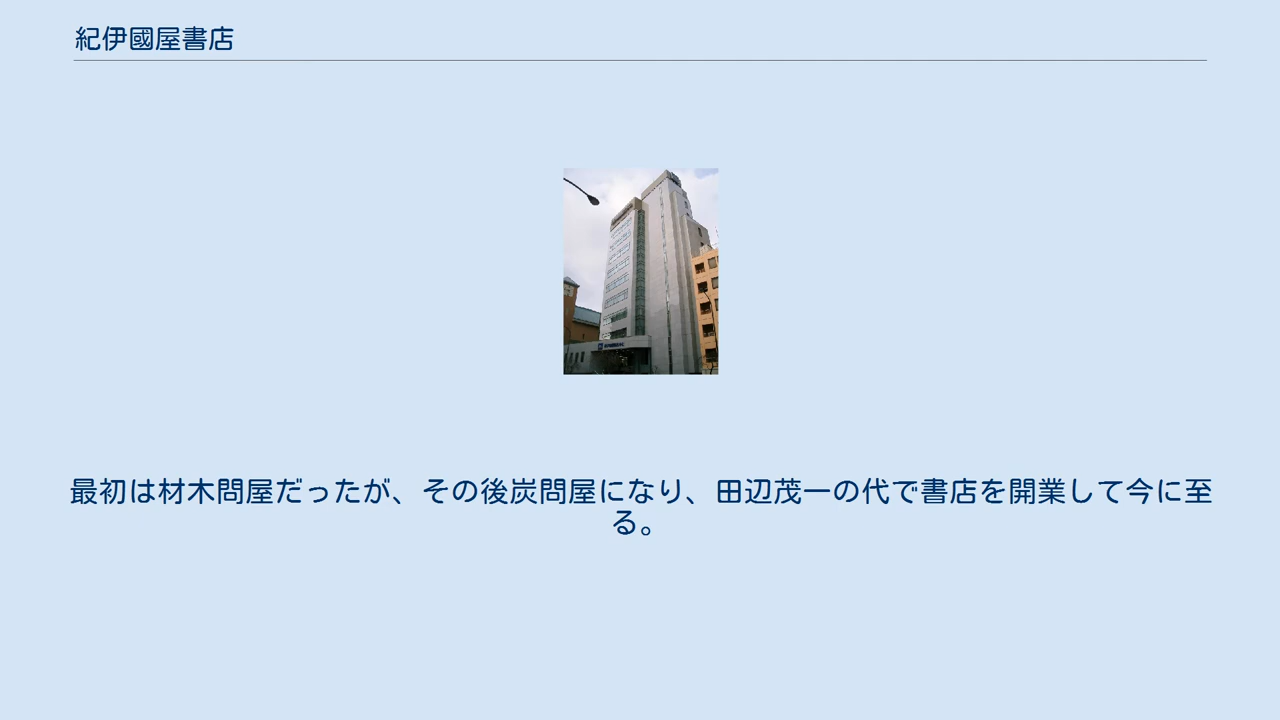 紀伊國屋書店
最初は材木問屋だったが、その後炭問屋になり、田辺茂一の代で書店を開業して今に至
る。